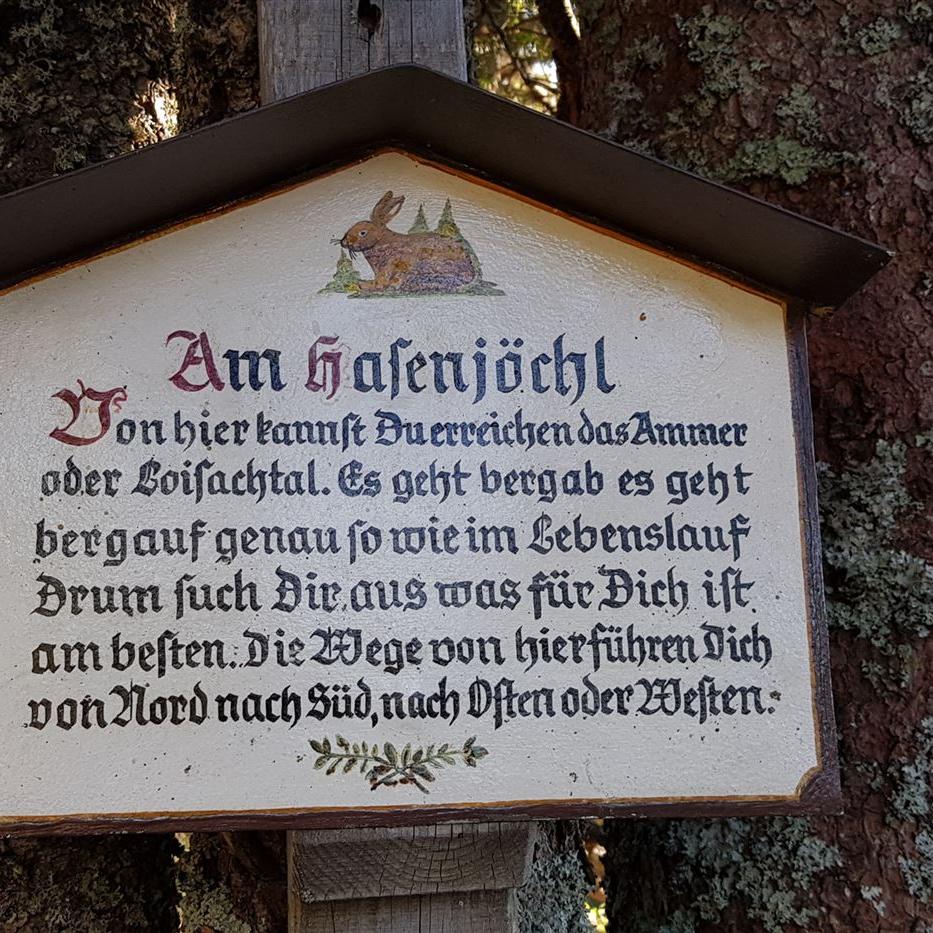 Am Haſenjöchl
Von hier kannſt Du erreichen das Ammer
oder Loiſachtal. Es geht bergab es geht
bergauf genau ſo wie im Lebenslauf
Drum ſuch Dir aus was für Dich iſt
am beſten. Die Wege von hier führen Dich
von Nord nach Süd, nach Oſten oder Weſten.